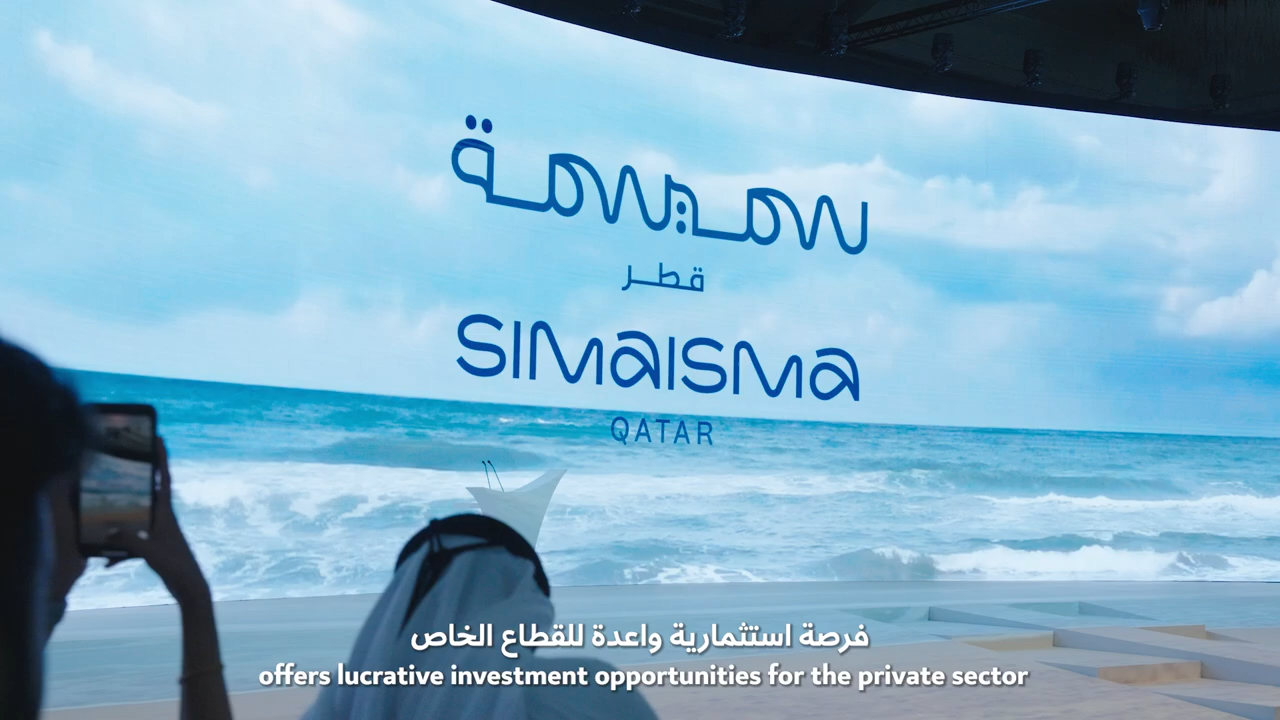 سميسمة
قطر
SIMAISMA
QATAR
فرصة استثمارية واعدة للقطاع الخاص
offers lucrative investment opportunities for the private sector